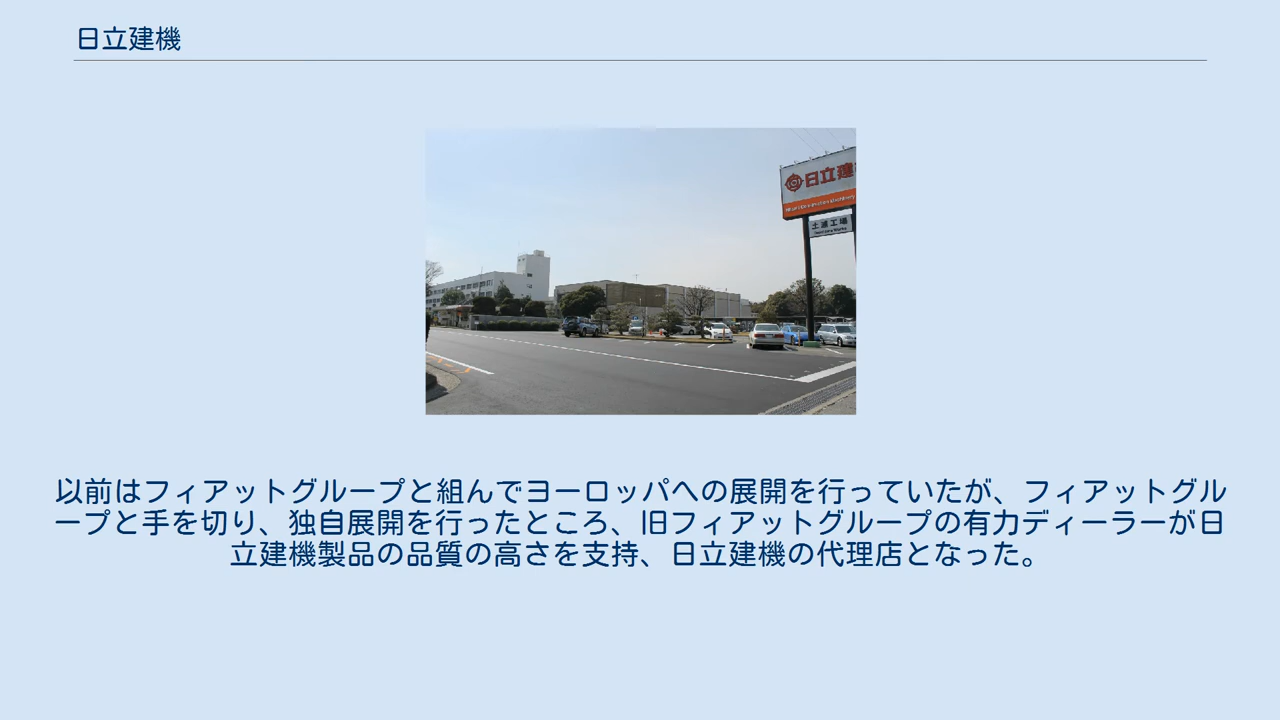 日立建機
日立建
土浦工場
以前はフィアットグループと組んでヨーロッパへの展開を行っていたが、フィアットグル
ープと手を切り、独自展開を行ったところ、旧フィアットグループの有力ディーラーが日
立建機製品の品質の高さを支持、日立建機の代理店となった。